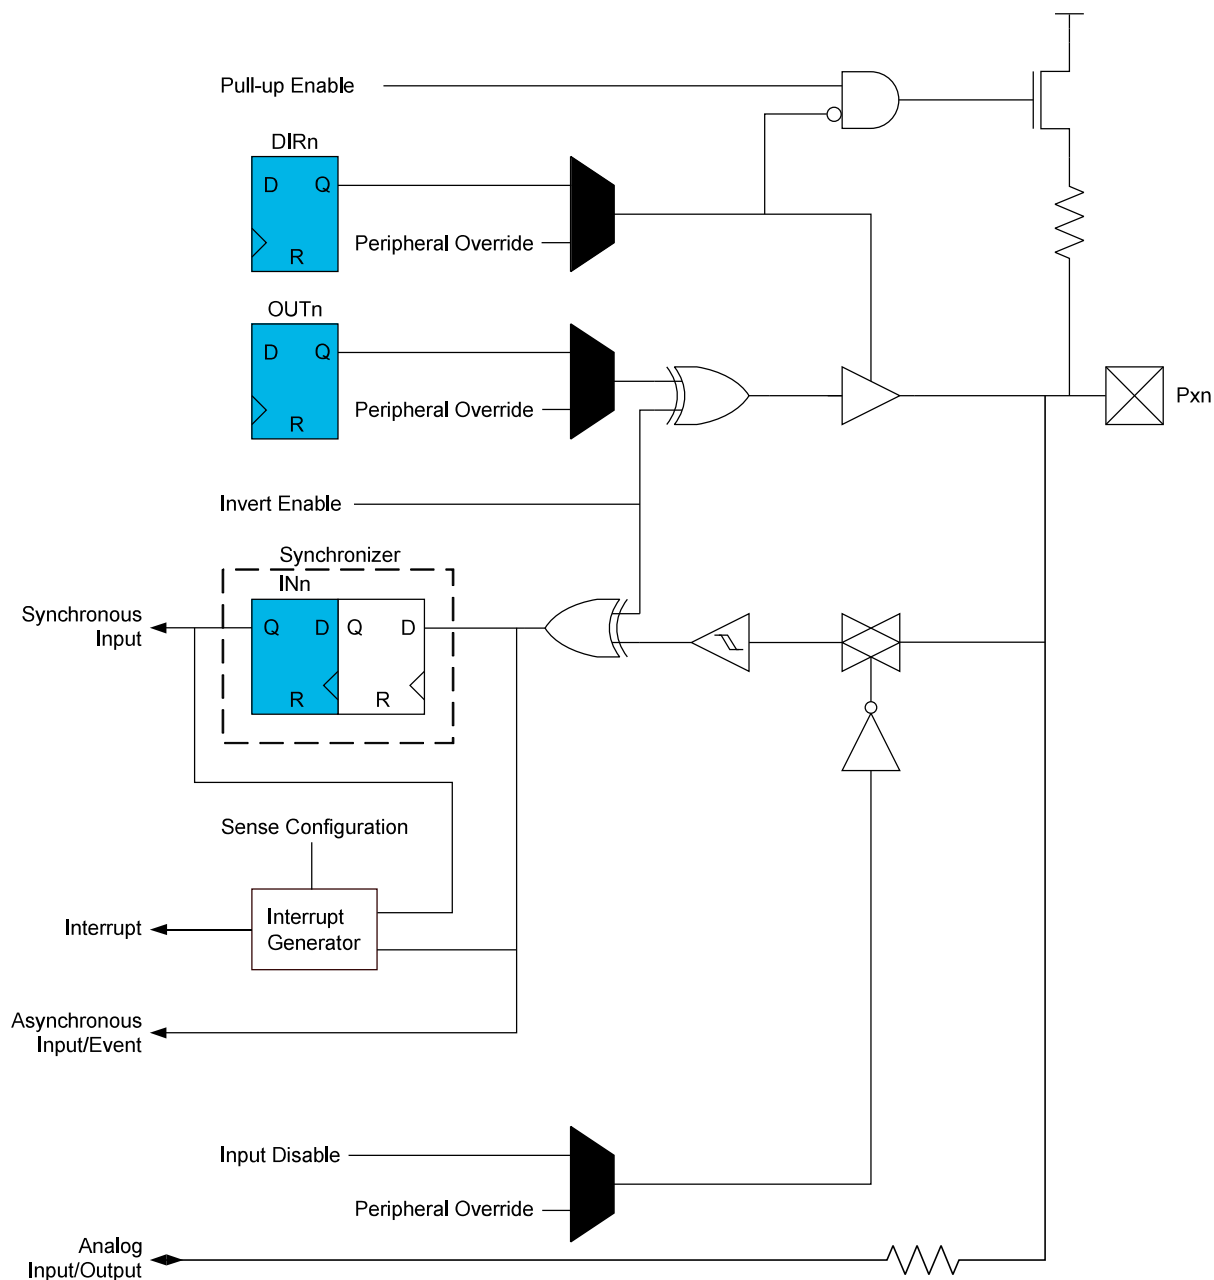 Pull-up Enable
DIRn
D Q
Peripheral Override
R
OUTn
D Q
Peripheral Override
R
Pxn
Invert Enable
Synchronizer
INn
Synchronous
Input
Q D Q D
R R
Sense Configuration
Interrupt
Interrupt
Generator
Asynchronous
Input/Event
Input Disable
Peripheral Override
Analog
Input/Output